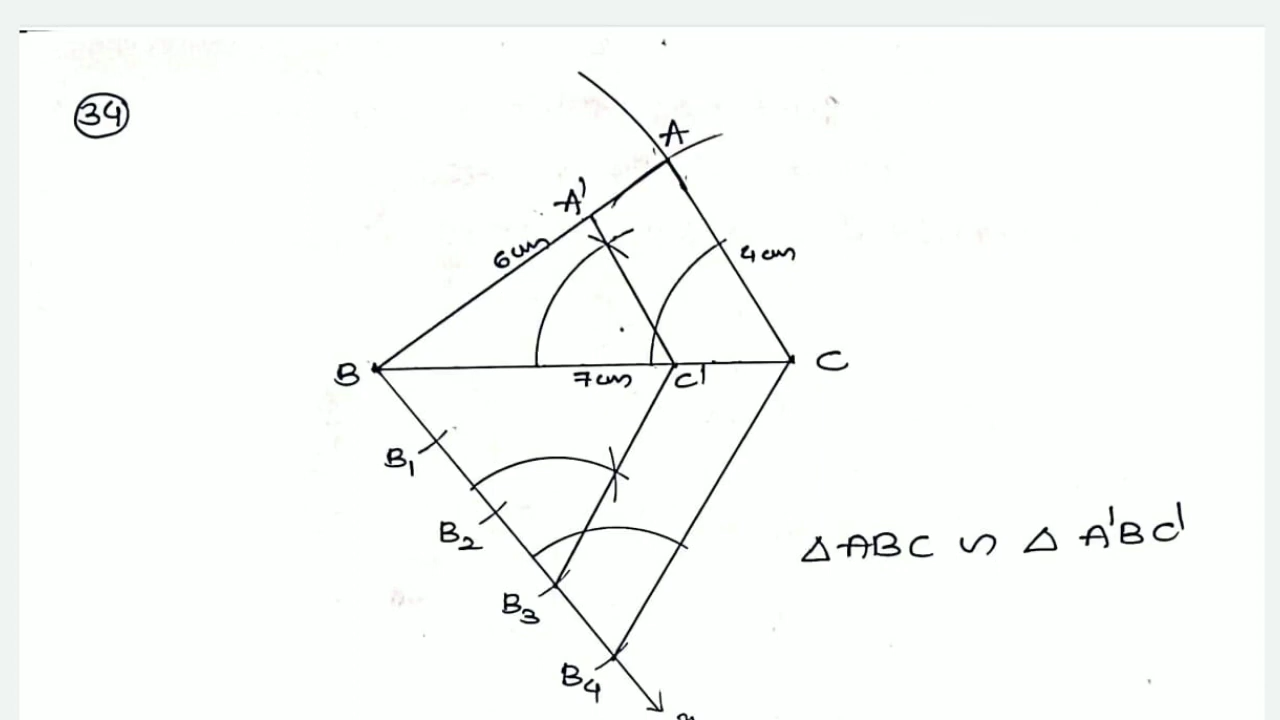 34
A
A'
6cm
4cm
B
7cm
C'
C
B1
B2
△ABC ∽ △A'BC'
B3
B4